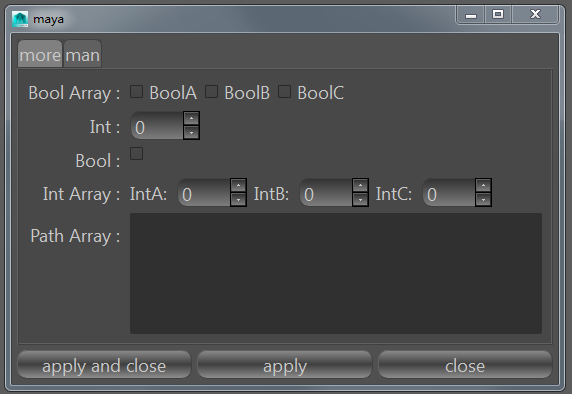 maya
more man
Bool Array : BoolA BoolB BoolC
Int : 0
Bool :
Int Array : IntA: 0 IntB: 0 IntC: 0
Path Array :
apply and close apply close